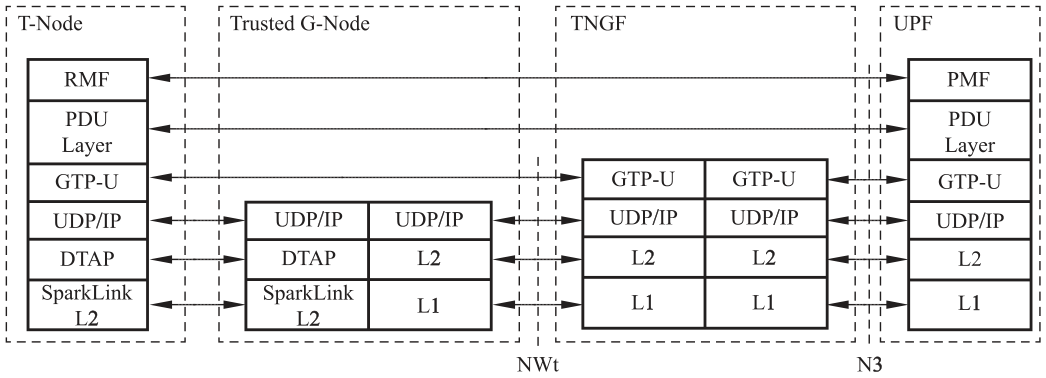 T-Node
Trusted G-Node
TNGF
UPF
RMF
PDU
Layer
GTP-U
UDP/IP
DTAP
SparkLink
L2
UDP/IP
UDP/IP
DTAP
L2
SparkLink
L2
L1
GTP-U
GTP-U
UDP/IP
UDP/IP
L2
L2
L1
L1
PMF
PDU
Layer
GTP-U
UDP/IP
L2
L1
NWt
N3